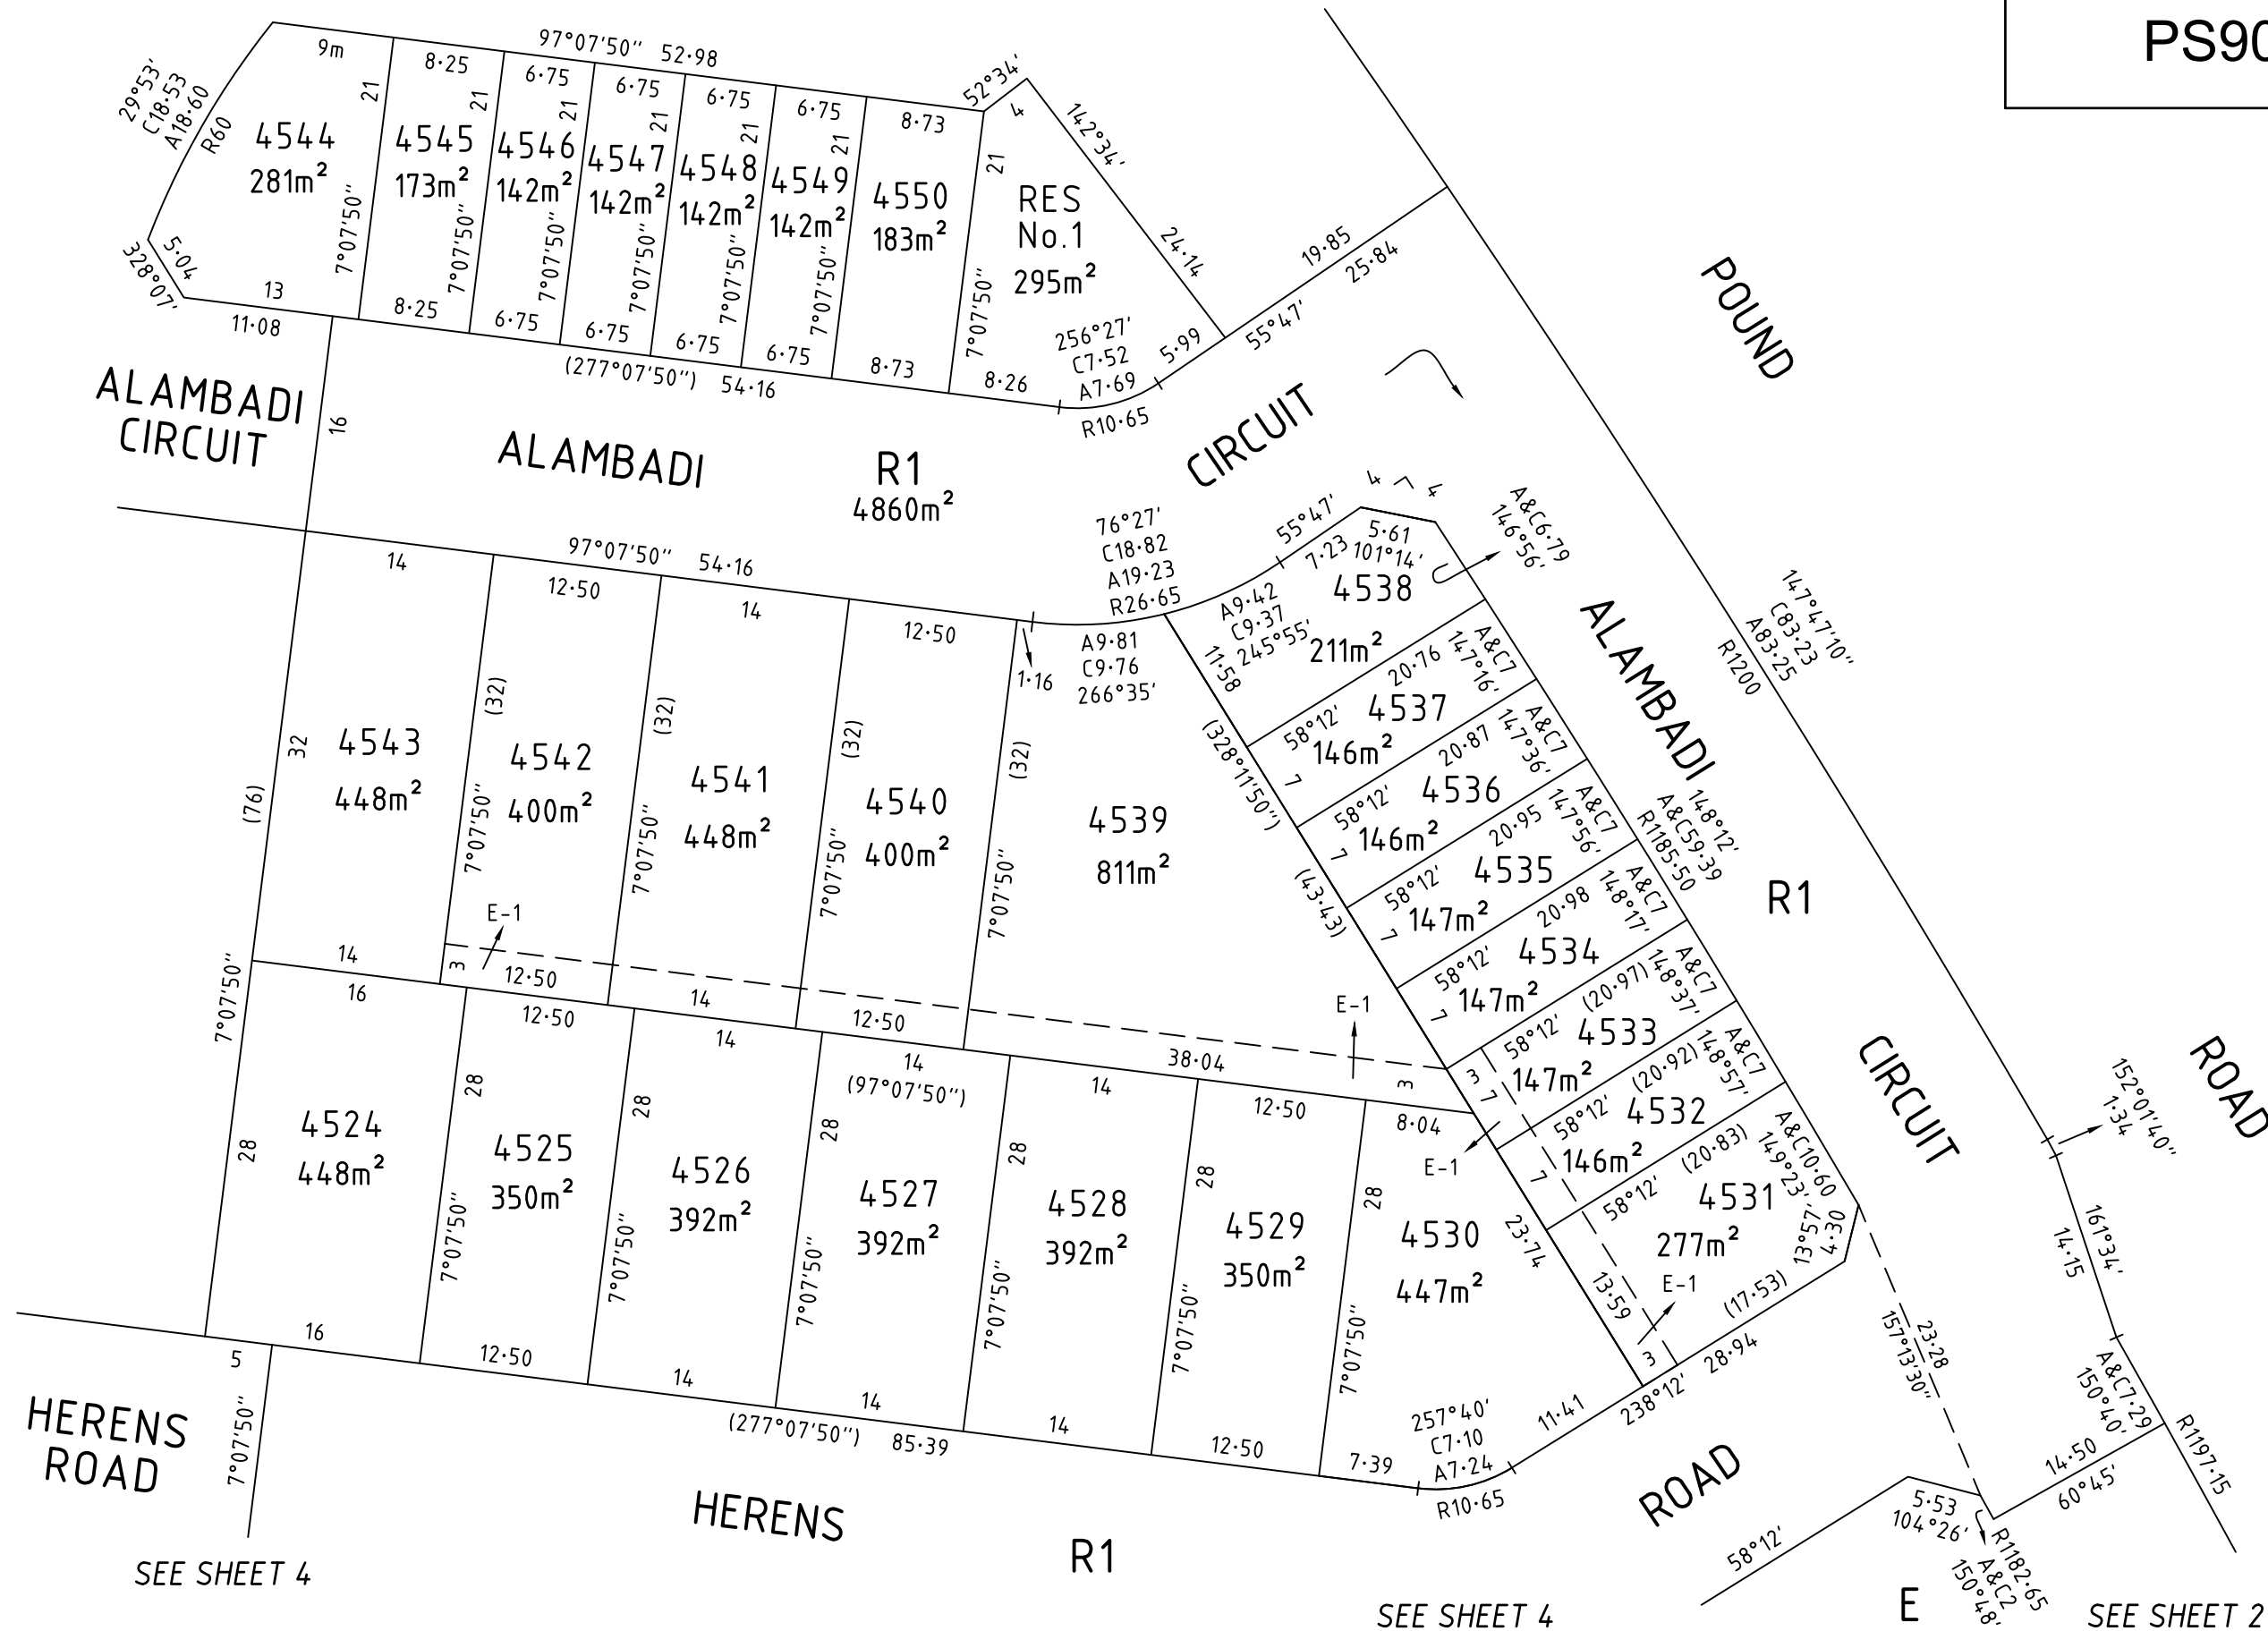 PS90
97°07'50" 52·98
9m
8·25
6·75
6·75
6·75
6·75
8·73
52°34'
4
142°34'
24·14
29°53'
C18·53
A18·60
R60
21
21
21
21
21
21
21
4544
281m²
4545
173m²
4546
142m²
4547
142m²
4548
142m²
4549
142m²
4550
183m²
RES
No.1
295m²
7°07'50"
7°07'50"
7°07'50"
7°07'50"
7°07'50"
7°07'50"
7°07'50"
5·04
328°07'
13
11·08
8·25
6·75
6·75
6·75
6·75
8·73
8·26
(277°07'50") 54·16
256°27'
C7·52
A7·69
R10·65
5·99
55°47'
19·85
25·84
POUND
ROAD
ALAMBADI
CIRCUIT
16
ALAMBADI
R1
4860m²
CIRCUIT
97°07'50" 54·16
14
12·50
14
12·50
1·16
76°27'
C18·82
A19·23
R26·65
A9·81
C9·76
266°35'
A9·42
C9·37
245°55'
55°47'
7·23
4
4
5·61
101°14'
A&C6·79
146°56'
4538
211m²
11·58
20·76
A&C7
147°16'
58°12'
4537
146m²
7
20·87
A&C7
147°36'
58°12'
4536
146m²
7
20·95
A&C7
147°56'
58°12'
4535
147m²
7
20·98
A&C7
148°17'
58°12'
4534
147m²
7
(20·97)
A&C7
148°37'
58°12'
4533
147m²
3
7
(20·92)
A&C7
148°57'
58°12'
4532
146m²
7
(20·83)
A&C10·60
149°23'
58°12'
4531
277m²
13°57'
4·30
(17·53)
13·59
E-1
3
28·94
238°12'
(328°11'50")
(43·43)
23·74
ALAMBADI
148°12'
A&C59·39
R1185·50
R1
CIRCUIT
147°47'10"
C83·23
A83·25
R1200
152°01'40"
1·34
161°34'
14·15
A&C7·29
150°40'
R1197·15
14·50
60°45'
23·28
157°13'30"
5·53
104°26'
R1182·65
A&C2
150°48'
58°12'
E
(32)
(32)
(32)
(32)
32
(76)
7°07'50"
4543
448m²
4542
400m²
4541
448m²
4540
400m²
4539
811m²
7°07'50"
7°07'50"
7°07'50"
7°07'50"
E-1
3
14
12·50
14
12·50
38·04
E-1
3
E-1
16
12·50
14
14
(97°07'50")
14
12·50
8·04
28
28
28
28
28
28
28
4524
448m²
4525
350m²
4526
392m²
4527
392m²
4528
392m²
4529
350m²
4530
447m²
7°07'50"
7°07'50"
7°07'50"
7°07'50"
7°07'50"
7°07'50"
16
12·50
14
14
14
12·50
7·39
5
7°07'50"
(277°07'50") 85·39
257°40'
C7·10
A7·24
R10·65
11·41
HERENS
ROAD
HERENS
R1
ROAD
SEE SHEET 4
SEE SHEET 4
SEE SHEET 2